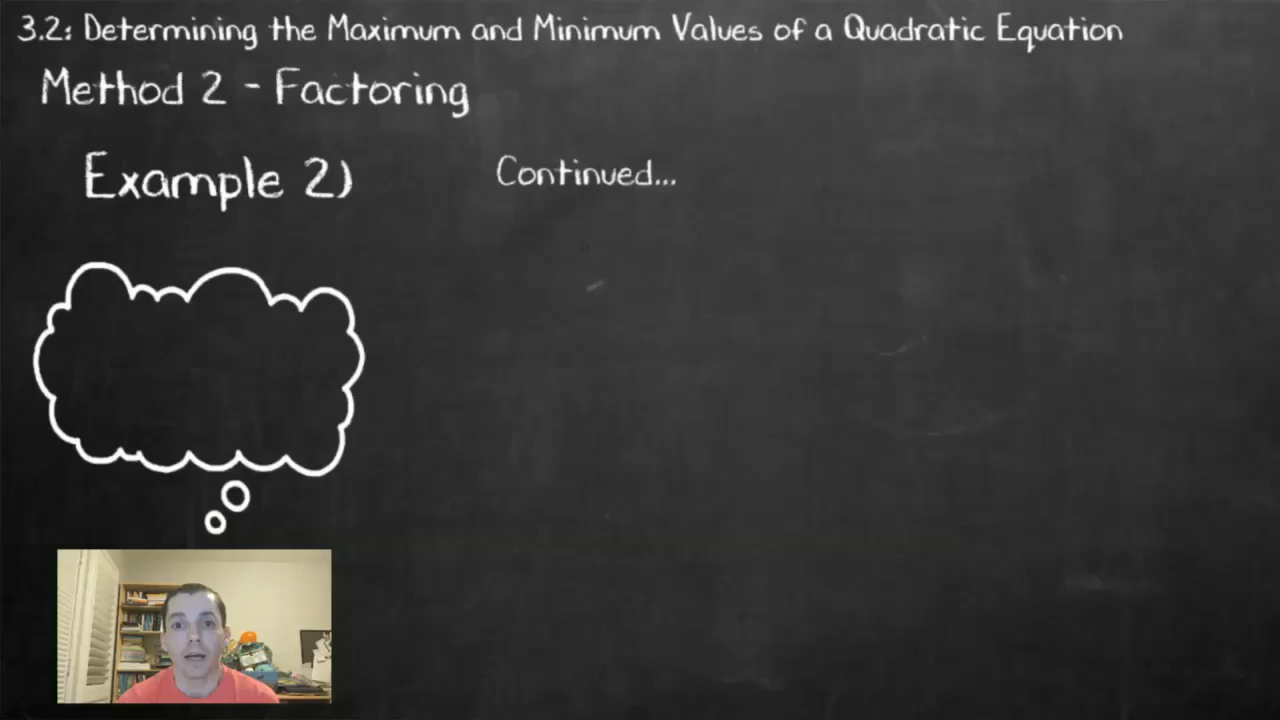 3.2: Determining the Maximum and Minimum Values of a Quadratic Equation
Method 2 - Factoring
Example 2)
Continued...